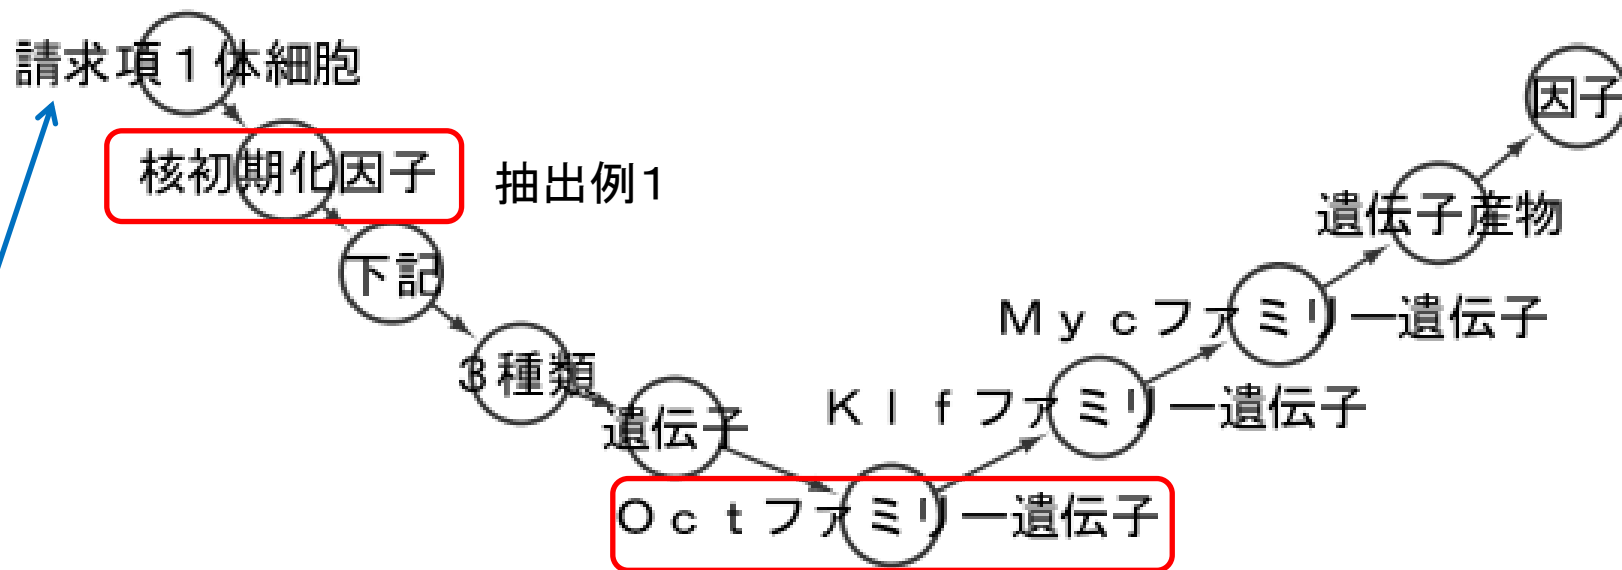 請求項１体細胞
核初期化因子
抽出例1
下記
３種類
遺伝子
Ｏｃｔファミリー遺伝子
Ｋｌｆファミリー遺伝子
Ｍｙｃファミリー遺伝子
遺伝子産物
因子